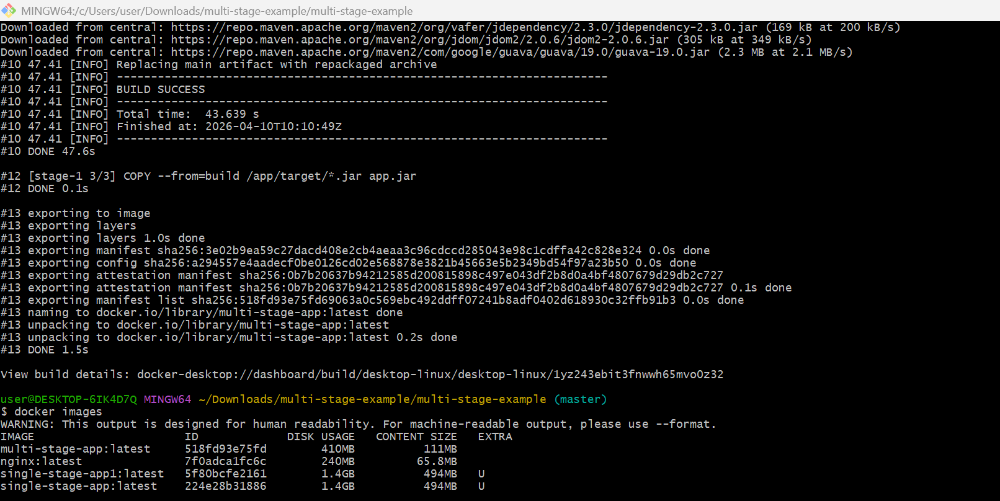 MINGW64:/c/Users/user/Downloads/multi-stage-example/multi-stage-example
Downloaded from central: https://repo.maven.apache.org/maven2/org/vafer/jdependency/2.3.0/jdependency-2.3.0.jar (169 kB at 200 kB/s)
Downloaded from central: https://repo.maven.apache.org/maven2/org/jdom/jdom2/2.0.6/jdom2-2.0.6.jar (305 kB at 349 kB/s)
Downloaded from central: https://repo.maven.apache.org/maven2/com/google/guava/guava/19.0/guava-19.0.jar (2.3 MB at 2.1 MB/s)
#10 47.41 [INFO] Replacing main artifact with repackaged archive
#10 47.41 [INFO] ------------------------------------------------------------------------
#10 47.41 [INFO] BUILD SUCCESS
#10 47.41 [INFO] ------------------------------------------------------------------------
#10 47.41 [INFO] Total time:  43.639 s
#10 47.41 [INFO] Finished at: 2026-04-10T10:10:49Z
#10 47.41 [INFO] ------------------------------------------------------------------------
#10 DONE 47.6s
#12 [stage-1 3/3] COPY --from=build /app/target/*.jar app.jar
#12 DONE 0.1s
#13 exporting to image
#13 exporting layers
#13 exporting layers 1.0s done
#13 exporting manifest sha256:3e02b9ea59c27dacd408e2cb4aeaa3c96cdccd285043e98c1cdffa42c828e324 0.0s done
#13 exporting config sha256:a294557e4aadecf0be0126cd02e568878e3821b45663e5b2349bd54f97a23b50 0.0s done
#13 exporting attestation manifest sha256:0b7b20637b94212585d200815898c497e043df2b8d0a4bf4807679d29db2c727
#13 exporting attestation manifest sha256:0b7b20637b94212585d200815898c497e043df2b8d0a4bf4807679d29db2c727 0.1s done
#13 exporting manifest list sha256:518fd93e75fd69063a0c569ebc492ddff07241b8adf0402d618930c32ffb91b3 0.0s done
#13 naming to docker.io/library/multi-stage-app:latest done
#13 unpacking to docker.io/library/multi-stage-app:latest
#13 unpacking to docker.io/library/multi-stage-app:latest 0.2s done
#13 DONE 1.5s
View build details: docker-desktop://dashboard/build/desktop-linux/desktop-linux/1yz243ebit3fnwwh65mvo0z32
user@DESKTOP-6IK4D7Q MINGW64 ~/Downloads/multi-stage-example/multi-stage-example (master)
$ docker images
WARNING: This output is designed for human readability. For machine-readable output, please use --format.
IMAGE                      ID             DISK USAGE   CONTENT SIZE   EXTRA
multi-stage-app:latest     518fd93e75fd        410MB          111MB
nginx:latest               7f0adca1fc6c        240MB         65.8MB
single-stage-app1:latest   5f80bcfe2161        1.4GB          494MB   U
single-stage-app:latest    224e28b31886        1.4GB          494MB   U